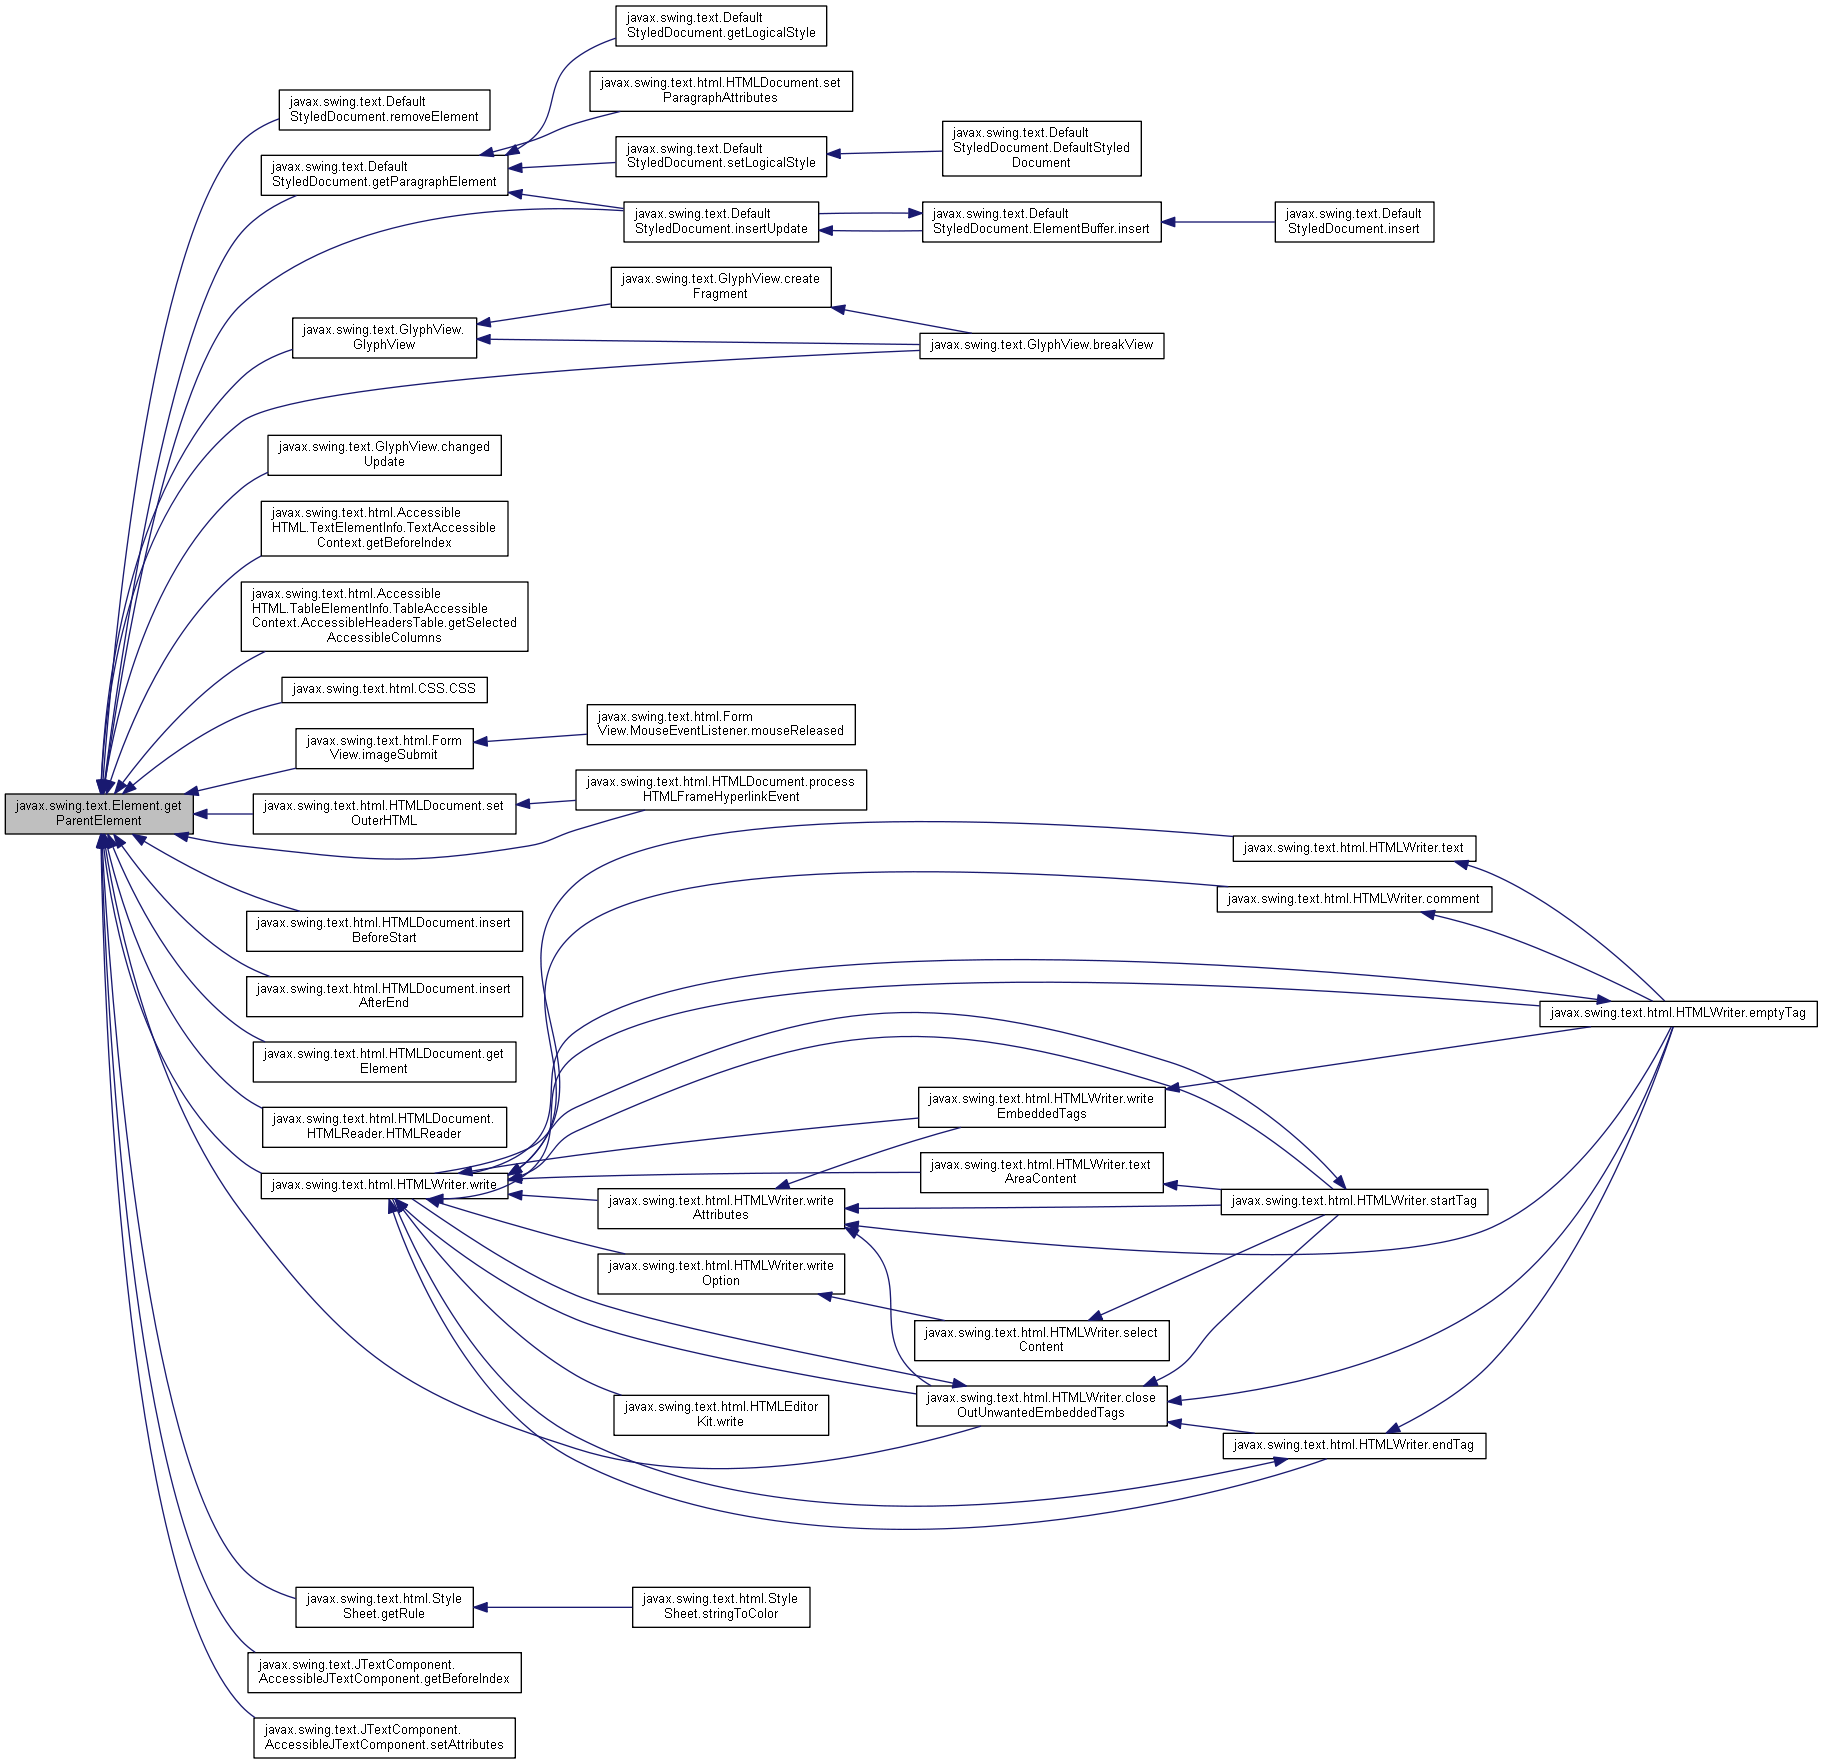 javax.swing.text.Default
StyledDocument.getLogicalStyle
javax.swing.text.html.HTMLDocument.set
ParagraphAttributes
javax.swing.text.Default
StyledDocument.removeElement
javax.swing.text.Default
StyledDocument.setLogicalStyle
javax.swing.text.Default
StyledDocument.DefaultStyled
Document
javax.swing.text.Default
StyledDocument.getParagraphElement
javax.swing.text.Default
StyledDocument.insertUpdate
javax.swing.text.Default
StyledDocument.ElementBuffer.insert
javax.swing.text.Default
StyledDocument.insert
javax.swing.text.GlyphView.create
Fragment
javax.swing.text.GlyphView.
GlyphView
javax.swing.text.GlyphView.breakView
javax.swing.text.GlyphView.changed
Update
javax.swing.text.html.Accessible
HTML.TextElementInfo.TextAccessible
Context.getBeforeIndex
javax.swing.text.html.Accessible
HTML.TableElementInfo.TableAccessible
Context.AccessibleHeadersTable.getSelected
AccessibleColumns
javax.swing.text.html.CSS.CSS
javax.swing.text.html.Form
View.MouseEventListener.mouseReleased
javax.swing.text.html.Form
View.imageSubmit
javax.swing.text.html.HTMLDocument.process
HTMLFrameHyperlinkEvent
javax.swing.text.Element.get
ParentElement
javax.swing.text.html.HTMLDocument.set
OuterHTML
javax.swing.text.html.HTMLWriter.text
javax.swing.text.html.HTMLWriter.comment
javax.swing.text.html.HTMLDocument.insert
BeforeStart
javax.swing.text.html.HTMLDocument.insert
AfterEnd
javax.swing.text.html.HTMLWriter.emptyTag
javax.swing.text.html.HTMLDocument.get
Element
javax.swing.text.html.HTMLWriter.write
EmbeddedTags
javax.swing.text.html.HTMLDocument.
HTMLReader.HTMLReader
javax.swing.text.html.HTMLWriter.text
AreaContent
javax.swing.text.html.HTMLWriter.write
javax.swing.text.html.HTMLWriter.write
Attributes
javax.swing.text.html.HTMLWriter.startTag
javax.swing.text.html.HTMLWriter.write
Option
javax.swing.text.html.HTMLWriter.select
Content
javax.swing.text.html.HTMLEditor
Kit.write
javax.swing.text.html.HTMLWriter.close
OutUnwantedEmbeddedTags
javax.swing.text.html.HTMLWriter.endTag
javax.swing.text.html.Style
Sheet.getRule
javax.swing.text.html.Style
Sheet.stringToColor
javax.swing.text.JTextComponent.
AccessibleJTextComponent.getBeforeIndex
javax.swing.text.JTextComponent.
AccessibleJTextComponent.setAttributes